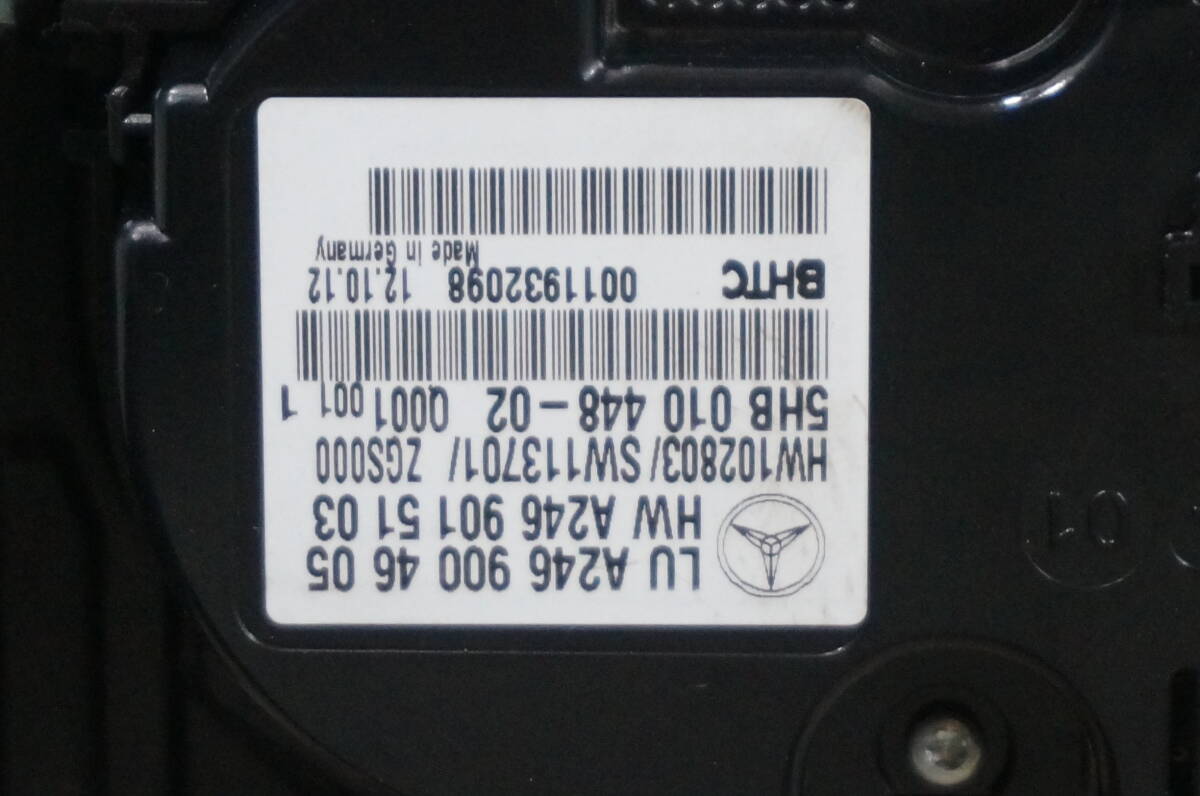 LU A246 900 46 05
HW A246 901 51 03
HW102803/ SW113701/ ZGS000
5HB 010 448-02 Q001 001 1
BHTC 0011932098 12.10.12
Made in Germany
01